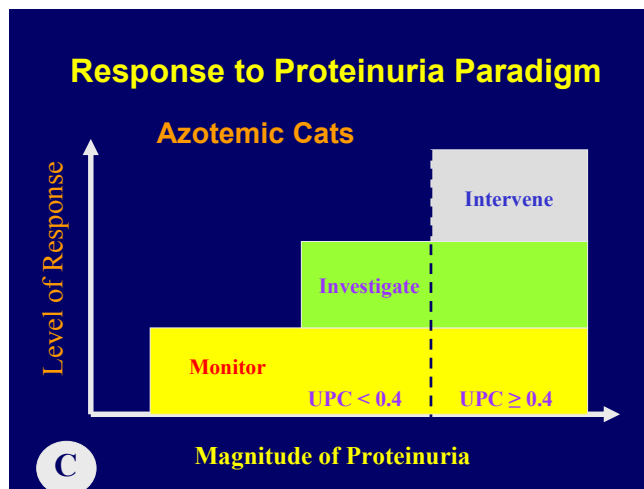 Response to Proteinuria Paradigm
Azotemic Cats
Level of Response
Intervene
Investigate
Monitor
UPC < 0.4
UPC ≥ 0.4
Magnitude of Proteinuria
C